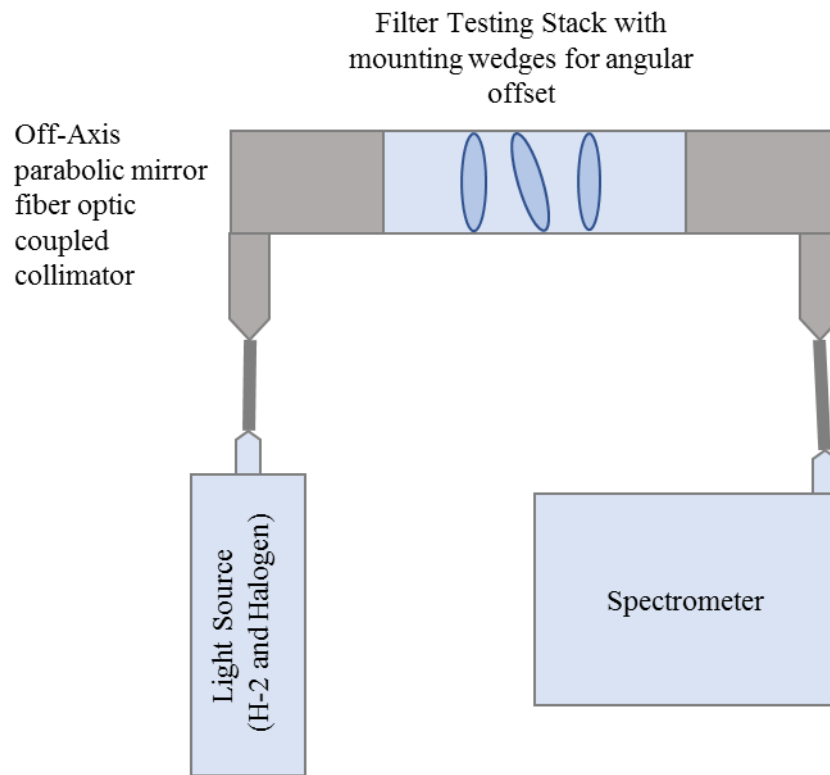 Filter Testing Stack with
mounting wedges for angular
offset
Off-Axis
parabolic mirror
fiber optic
coupled
collimator
Light Source
(H-2 and Halogen)
Spectrometer